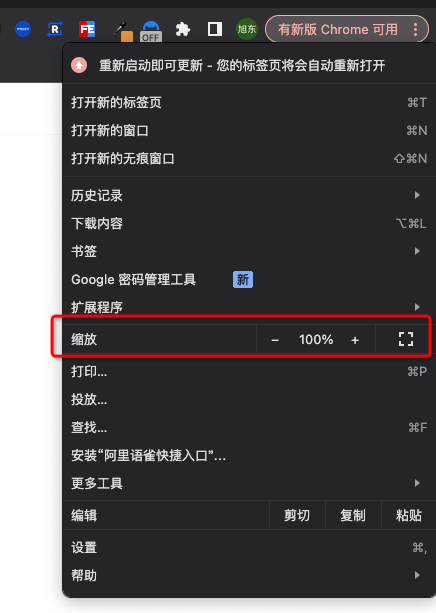 PROXY R FE OFF 旭东 有新版 Chrome 可用
重新启动即可更新 - 您的标签页将会自动重新打开
打开新的标签页 ⌘T
打开新的窗口 ⌘N
打开新的无痕窗口 ⇧⌘N
历史记录
下载内容 ⌥⌘L
书签
Google 密码管理工具 新
扩展程序
缩放 − 100% +
打印... ⌘P
投放...
查找... ⌘F
安装“阿里语雀快捷入口”...
更多工具
编辑 剪切 复制 粘贴
设置 ⌘,
帮助